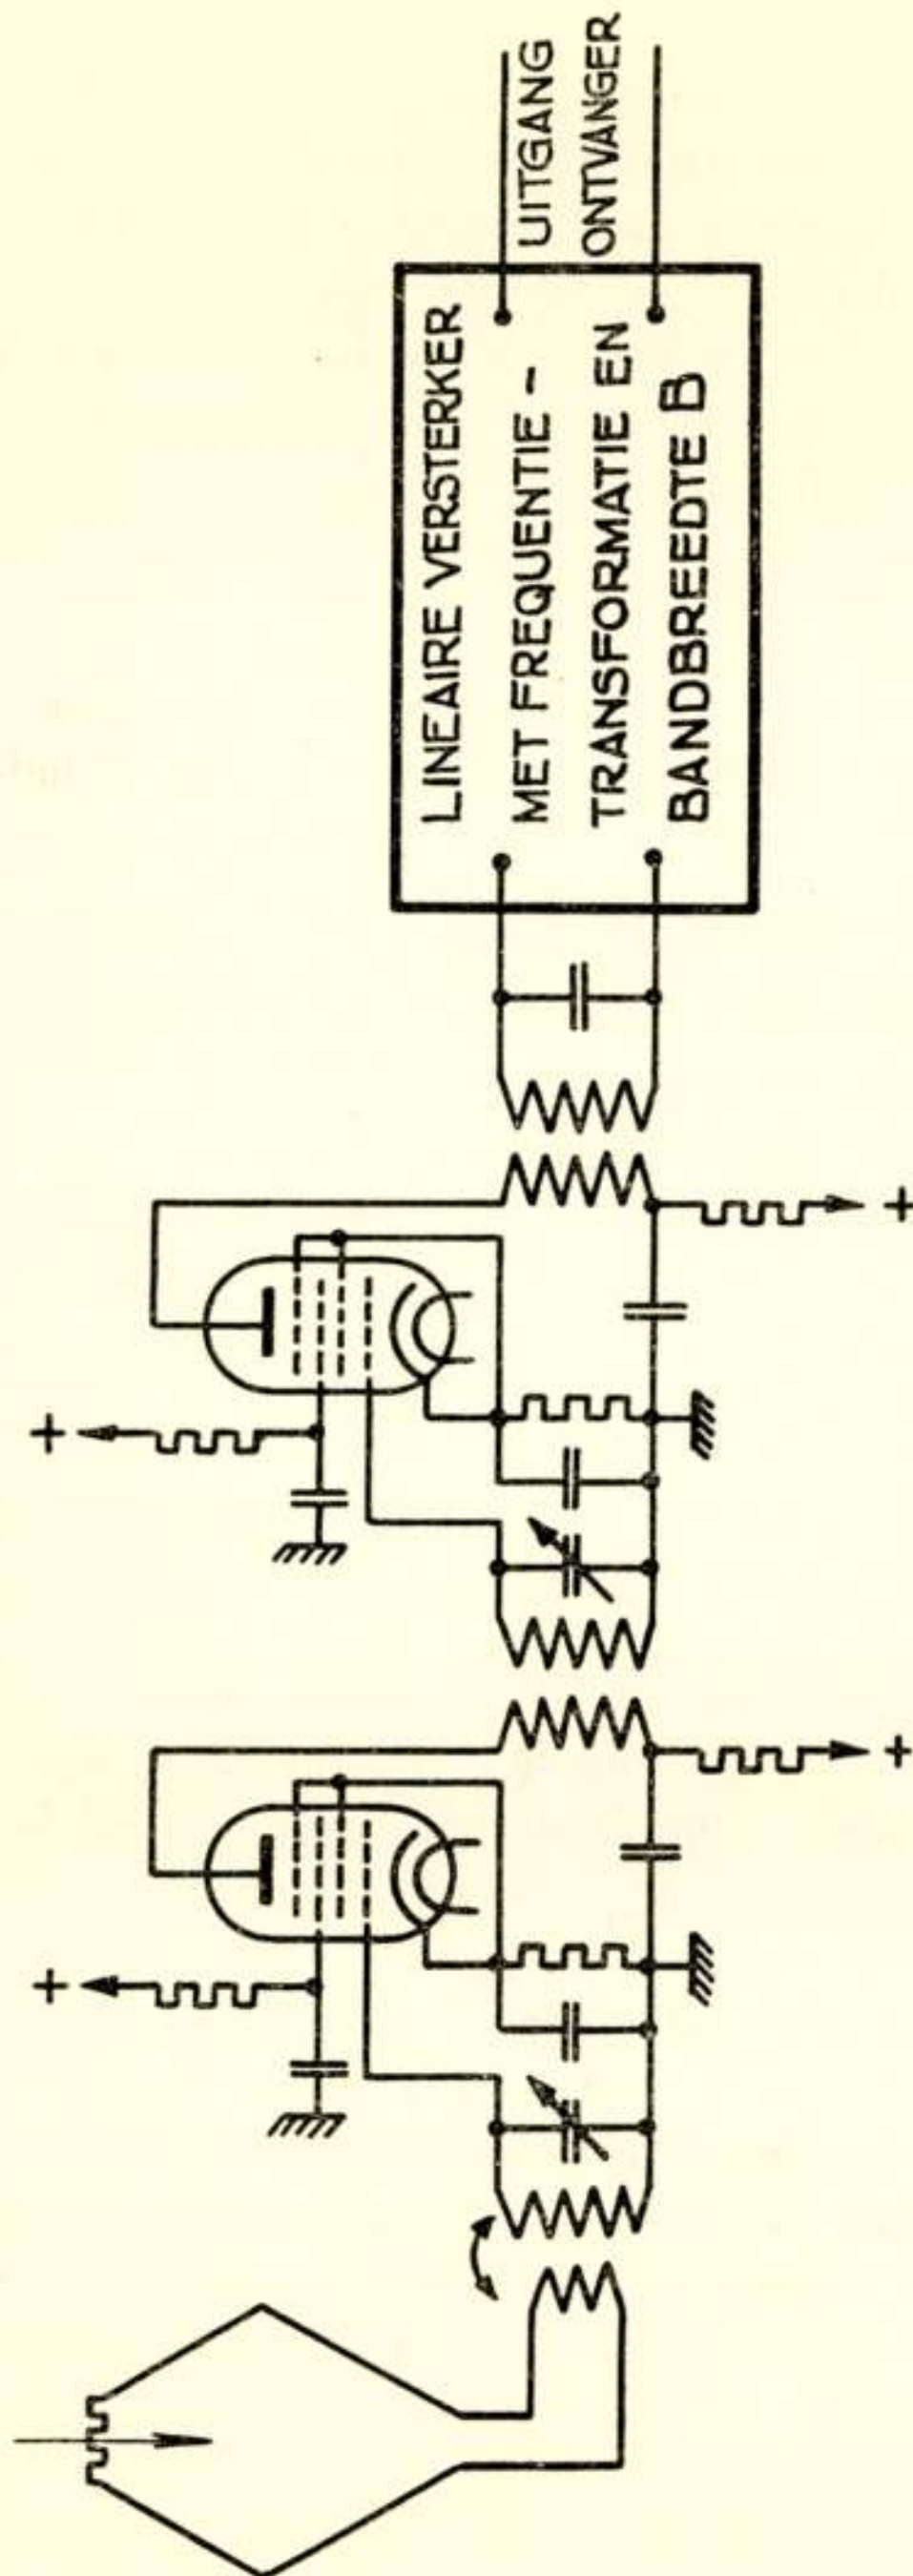 LINEAIRE VERSTERKER
MET FREQUENTIE -
TRANSFORMATIE EN
BANDBREEDTE B
UITGANG
ONTVANGER
+
+
+
+